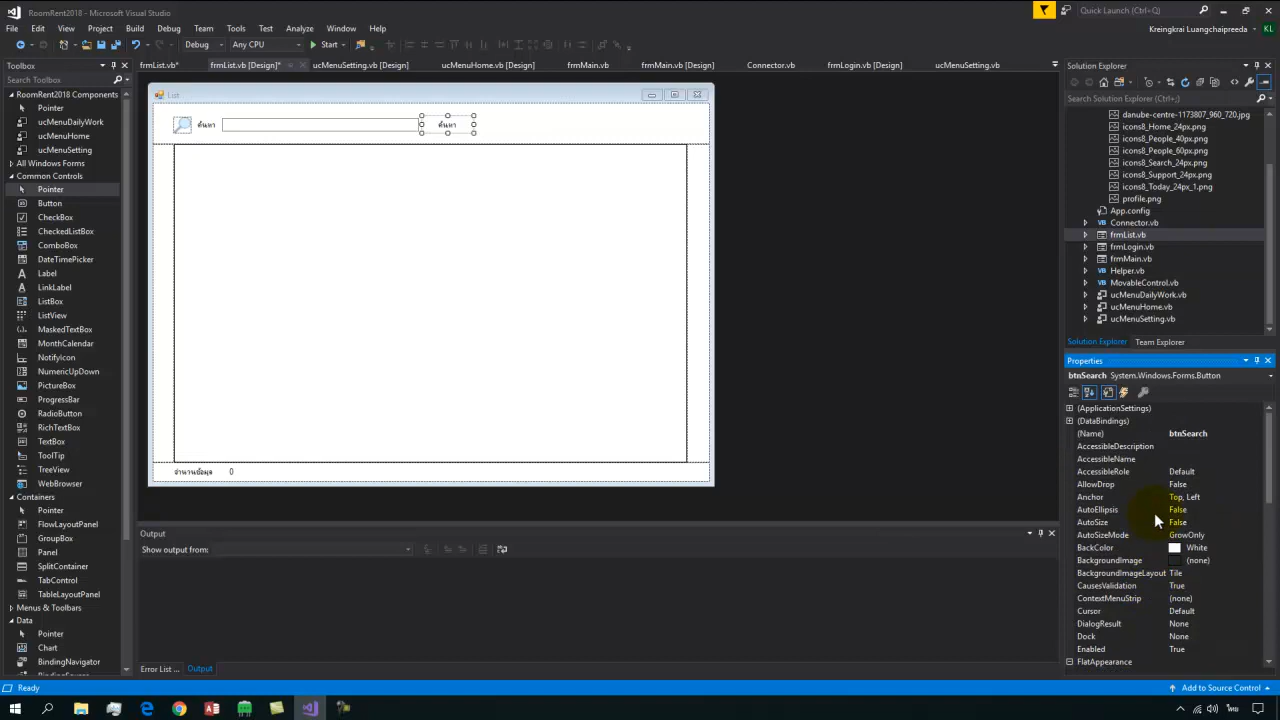 RoomRent2018 - Microsoft Visual Studio
Quick Launch (Ctrl+Q)
File Edit View Project Build Debug Team Tools Test Analyze Window Help
Kreingkrai Luangchaipreeda KL
Debug Any CPU Start
Toolbox
Search Toolbox
RoomRent2018 Components
Pointer
ucMenuDailyWork
ucMenuHome
ucMenuSetting
All Windows Forms
Common Controls
Pointer
Button
CheckBox
CheckedListBox
ComboBox
DateTimePicker
Label
LinkLabel
ListBox
ListView
MaskedTextBox
MonthCalendar
NotifyIcon
NumericUpDown
PictureBox
ProgressBar
RadioButton
RichTextBox
TextBox
ToolTip
TreeView
WebBrowser
Containers
Pointer
FlowLayoutPanel
GroupBox
Panel
SplitContainer
TabControl
TableLayoutPanel
Menus & Toolbars
Data
Pointer
Chart
BindingNavigator
frmList.vb* frmList.vb [Design]* ucMenuSetting.vb [Design] ucMenuHome.vb [Design] frmMain.vb frmMain.vb [Design] Connector.vb frmLogin.vb [Design] ucMenuSetting.vb
List
ค้นหา ค้นหา
จำนวนข้อมูล 0
Output
Show output from:
Error List ... Output
Solution Explorer
Search Solution Explorer (Ctrl+;)
danube-centre-1173807_960_720.jpg
icons8_Home_24px.png
icons8_People_40px.png
icons8_People_60px.png
icons8_Search_24px.png
icons8_Support_24px.png
icons8_Today_24px_1.png
profile.png
App.config
Connector.vb
frmList.vb
frmLogin.vb
frmMain.vb
Helper.vb
MovableControl.vb
ucMenuDailyWork.vb
ucMenuHome.vb
ucMenuSetting.vb
Solution Explorer Team Explorer
Properties
btnSearch System.Windows.Forms.Button
(ApplicationSettings)
(DataBindings)
(Name) btnSearch
AccessibleDescription
AccessibleName
AccessibleRole Default
AllowDrop False
Anchor Top, Left
AutoEllipsis False
AutoSize False
AutoSizeMode GrowOnly
BackColor White
BackgroundImage (none)
BackgroundImageLayout Tile
CausesValidation True
ContextMenuStrip (none)
Cursor Default
DialogResult None
Dock None
Enabled True
FlatAppearance
Ready
Add to Source Control
ไทย